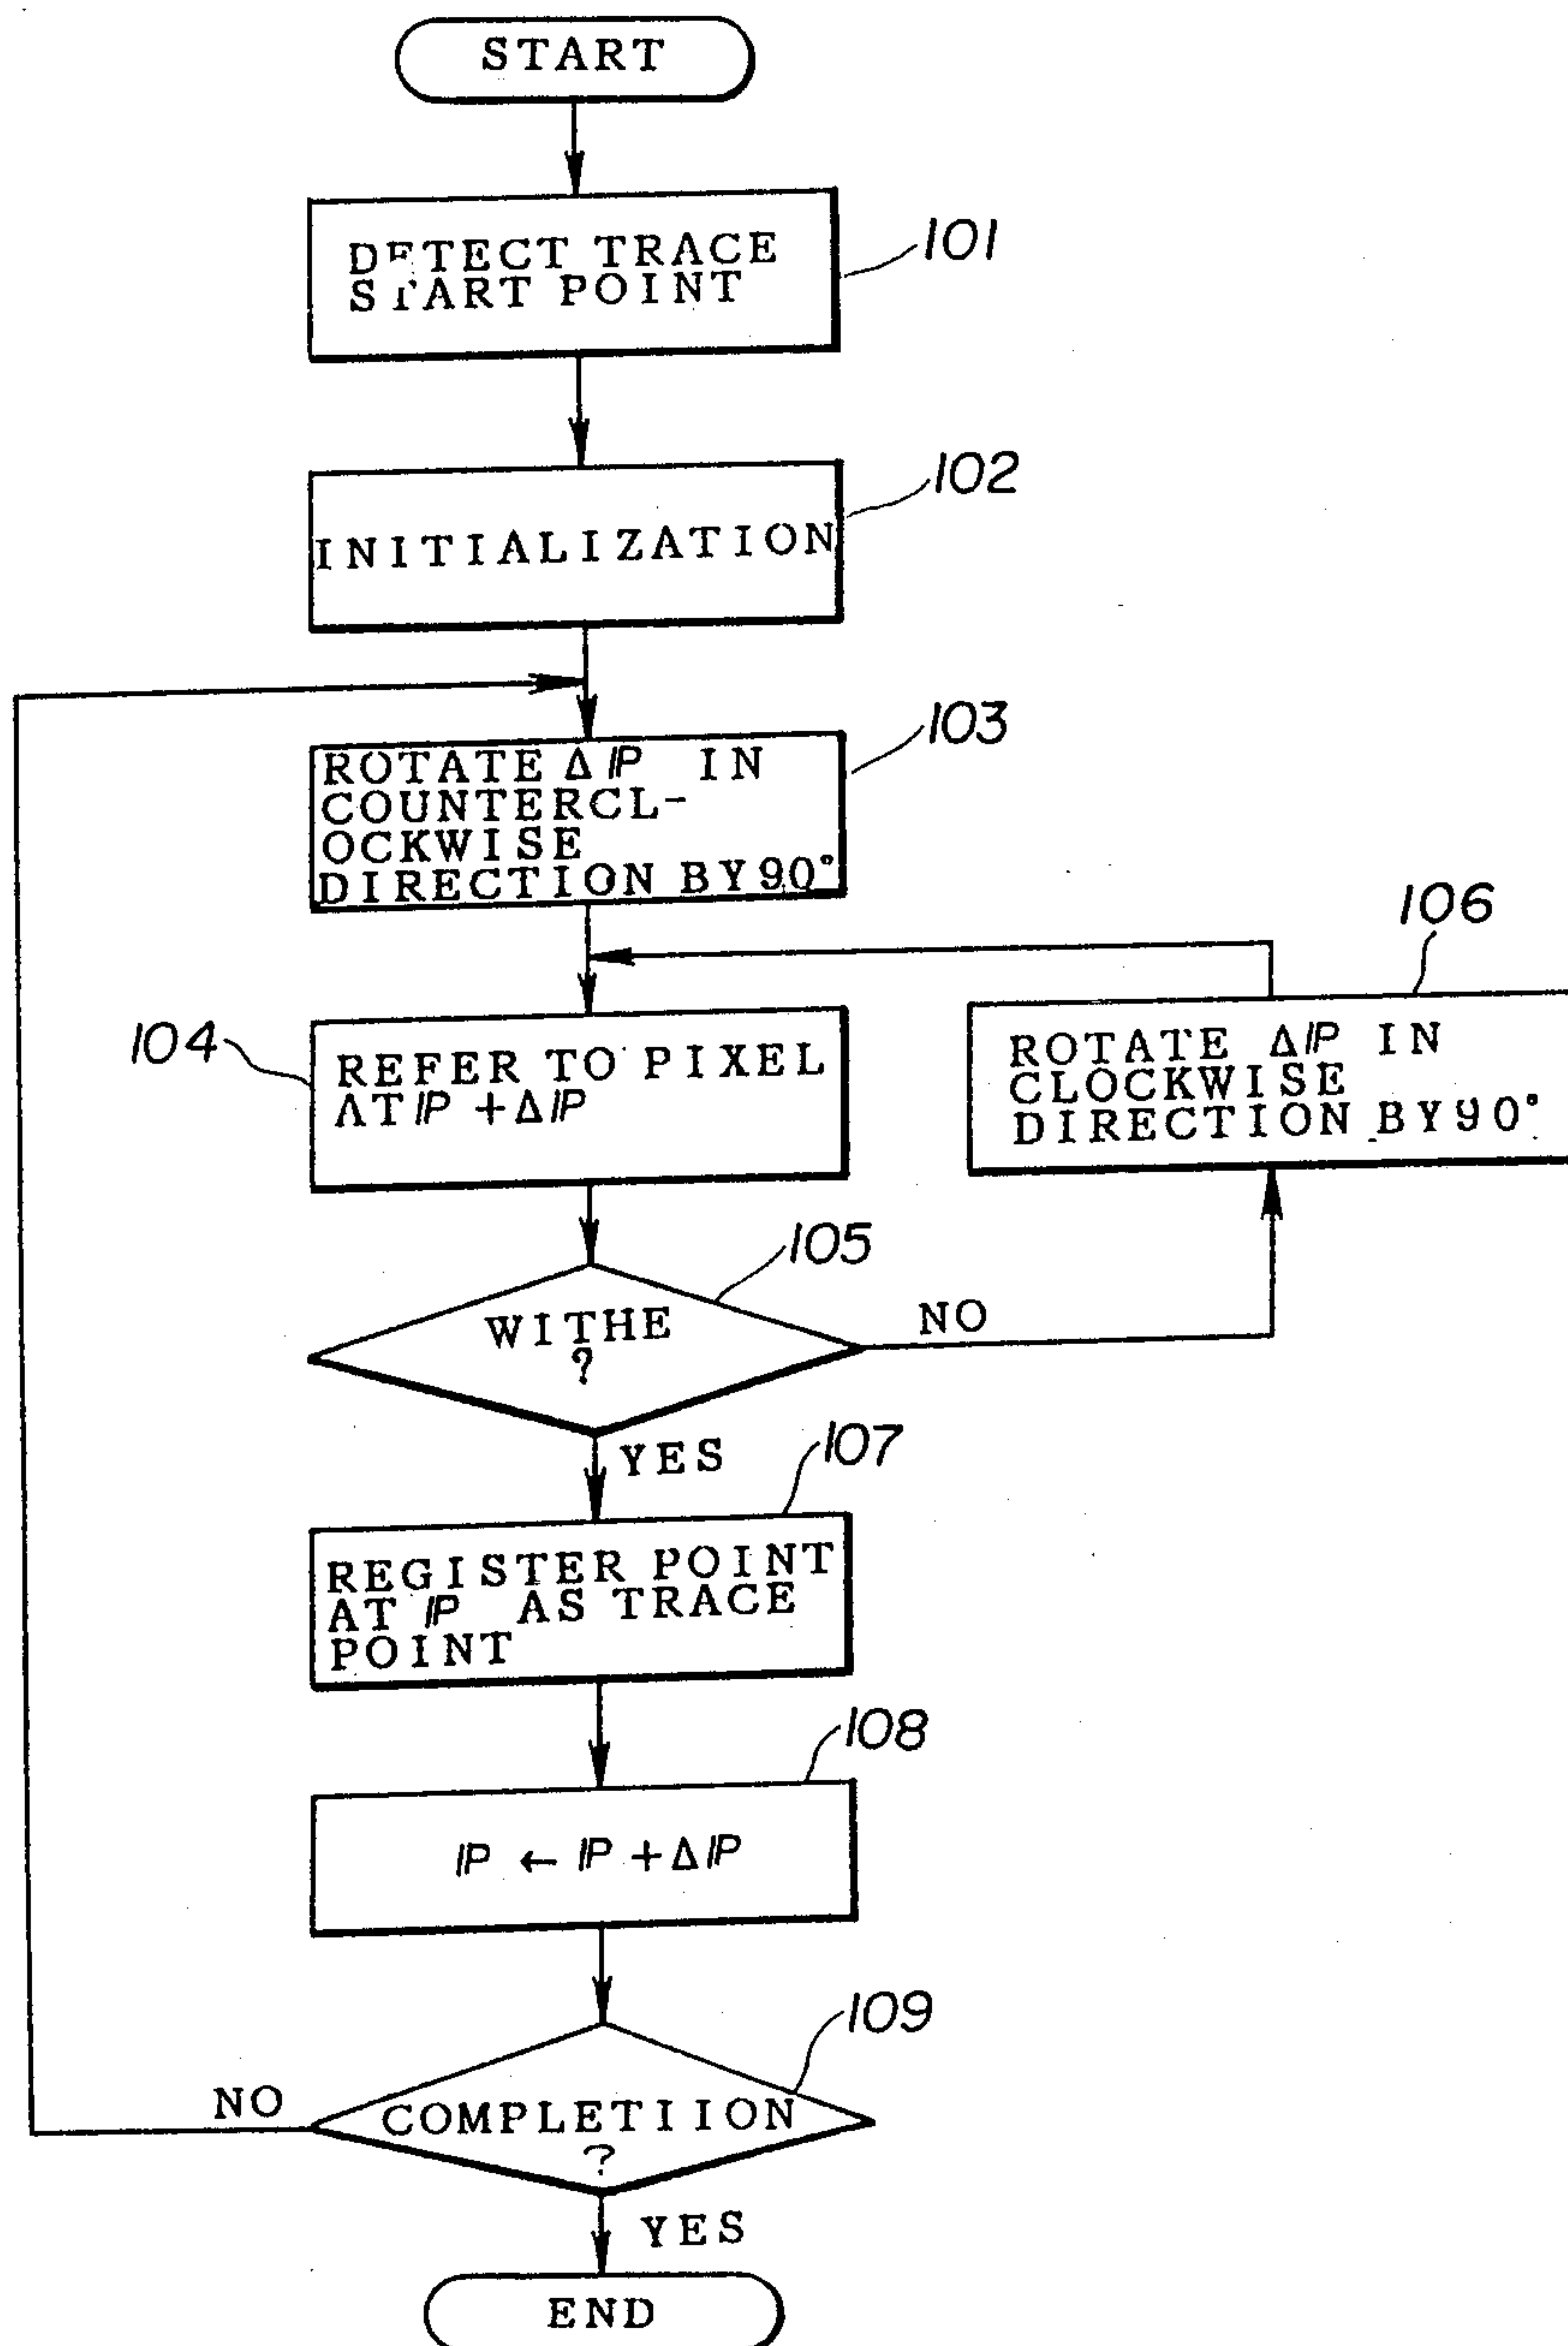 START
DETECT TRACE
START POINT
101
INITIALIZATION
102
103
ROTATE ΔP IN
COUNTERCL-
OCKWISE
DIRECTION BY 90°
106
104
REFER TO PIXEL
AT P + ΔP
ROTATE ΔP IN
CLOCKWISE
DIRECTION BY 90°
105
WITHE
?
NO
YES
107
REGISTER POINT
AT P AS TRACE
POINT
108
P ← P + ΔP
109
NO
COMPLETIION
?
YES
END